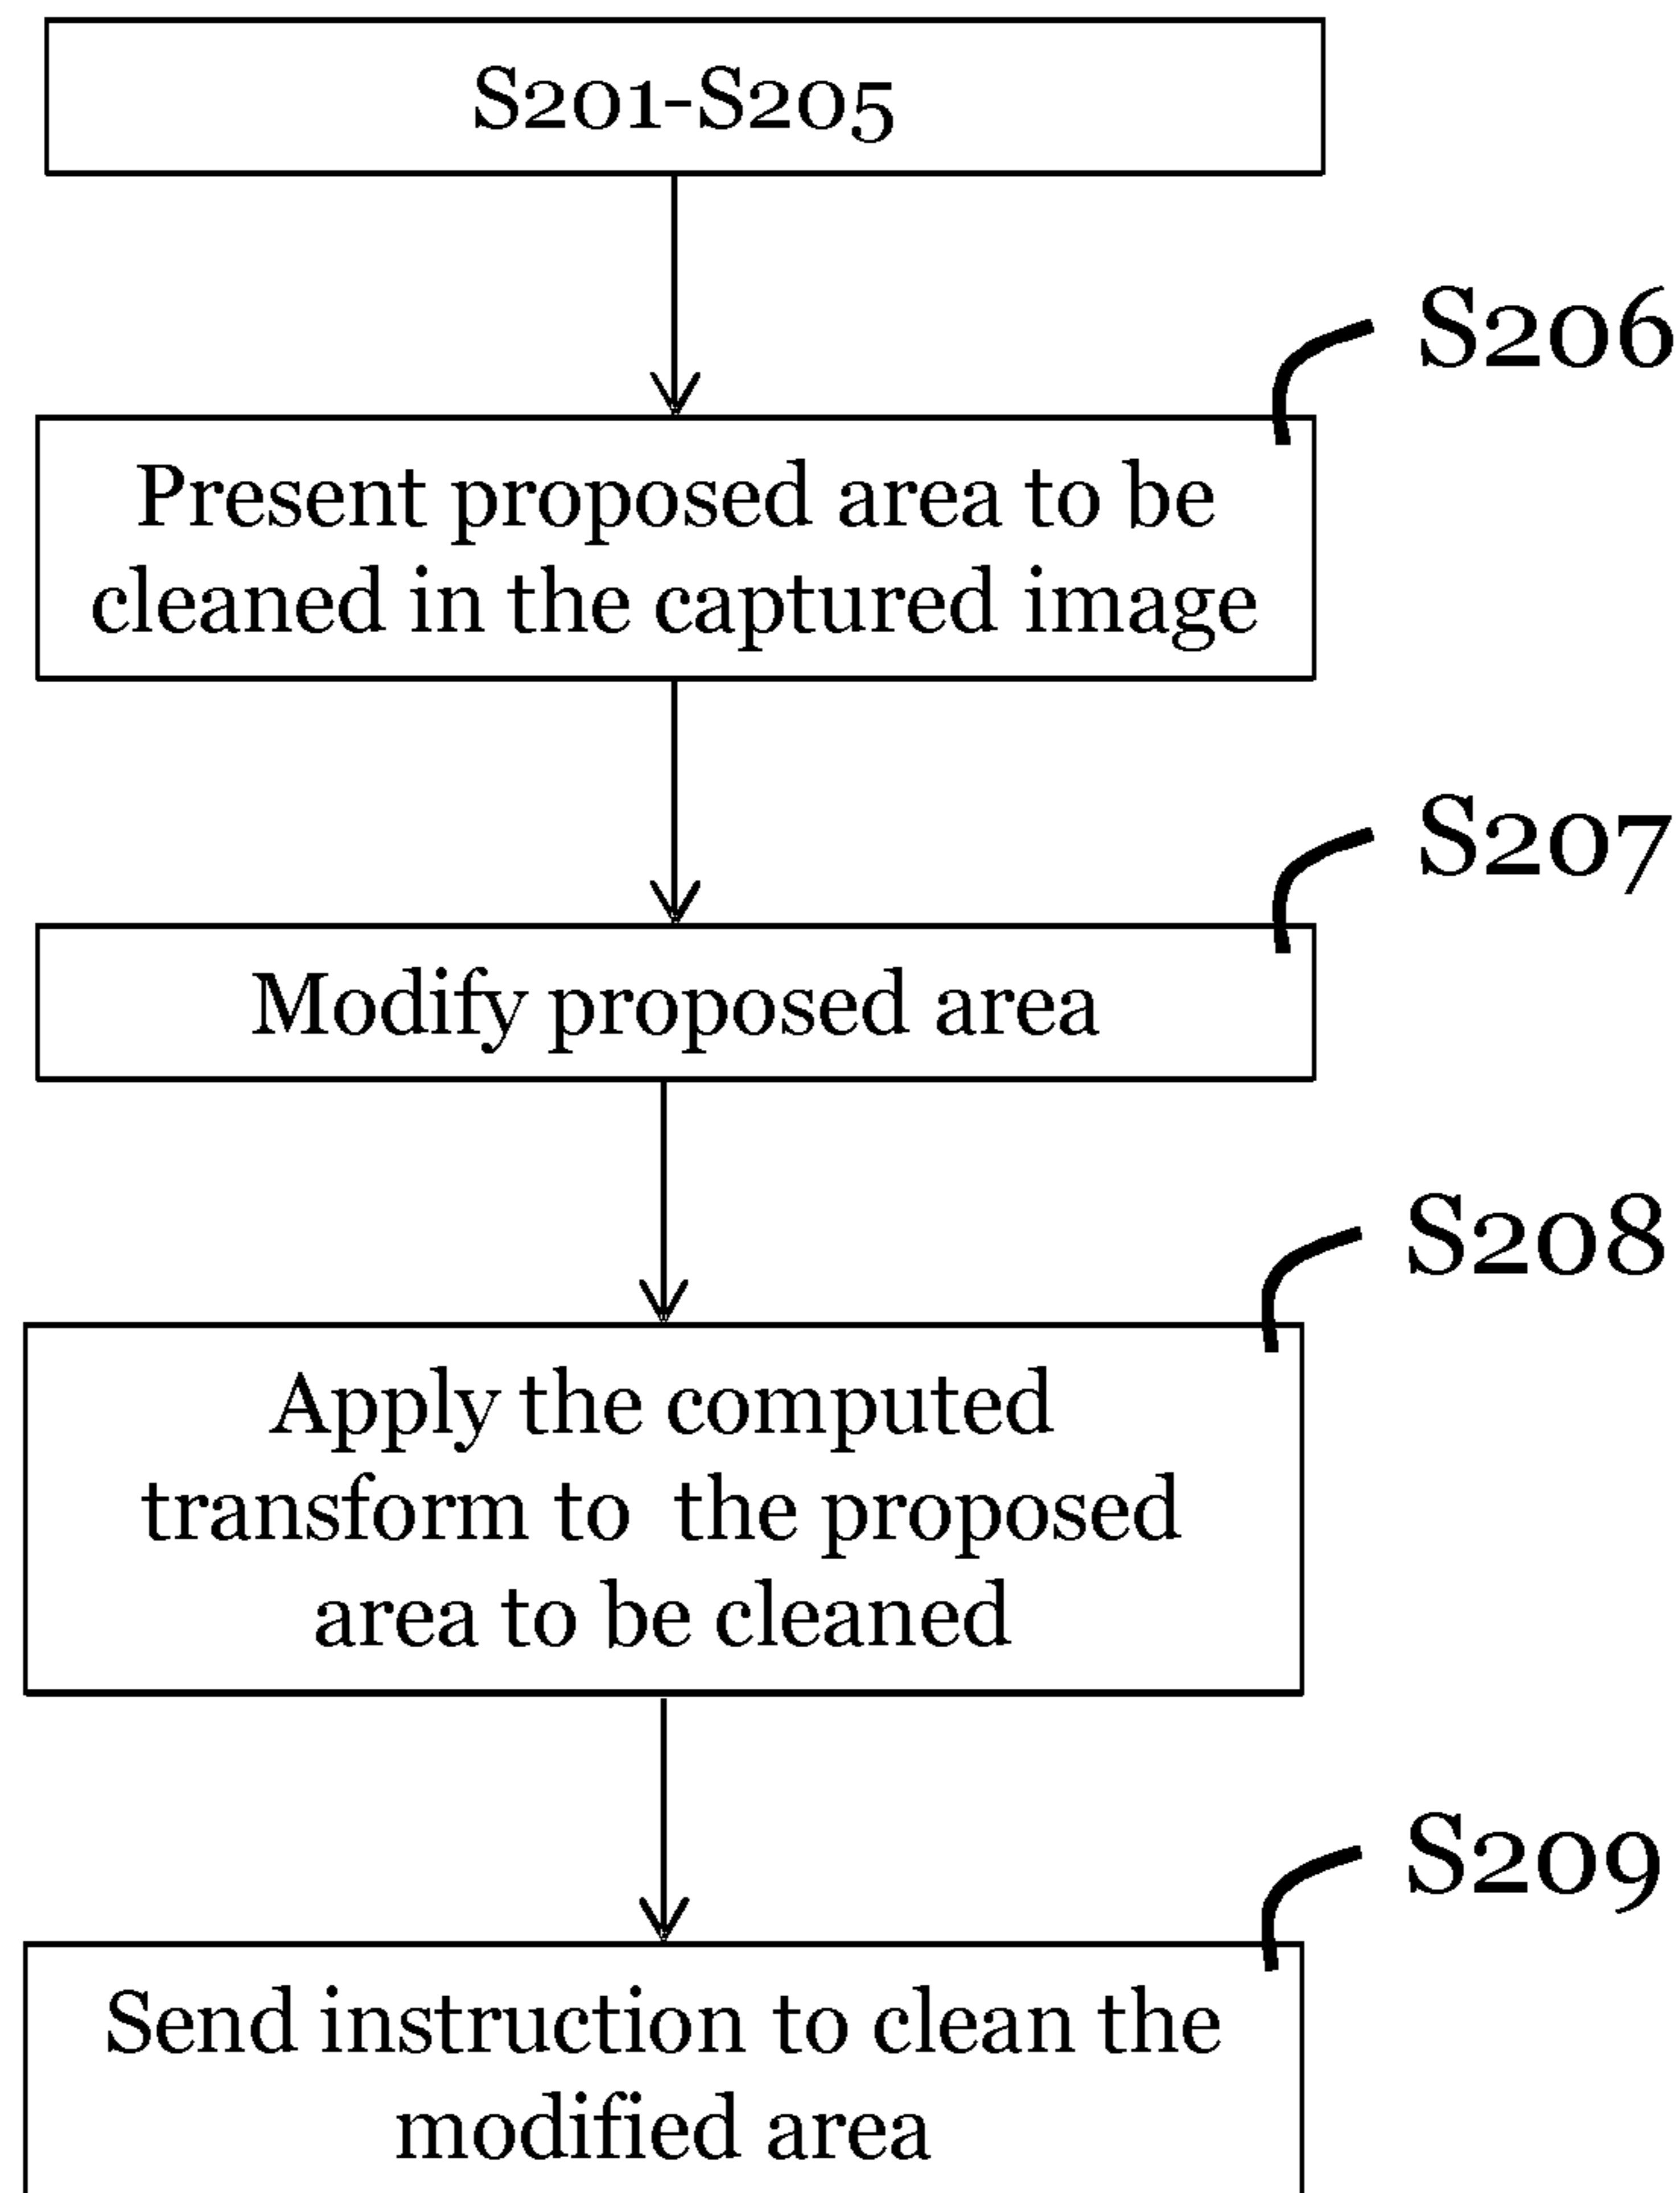 S201-S205
S206
Present proposed area to be
cleaned in the captured image
S207
Modify proposed area
S208
Apply the computed
transform to the proposed
area to be cleaned
S209
Send instruction to clean the
modified area